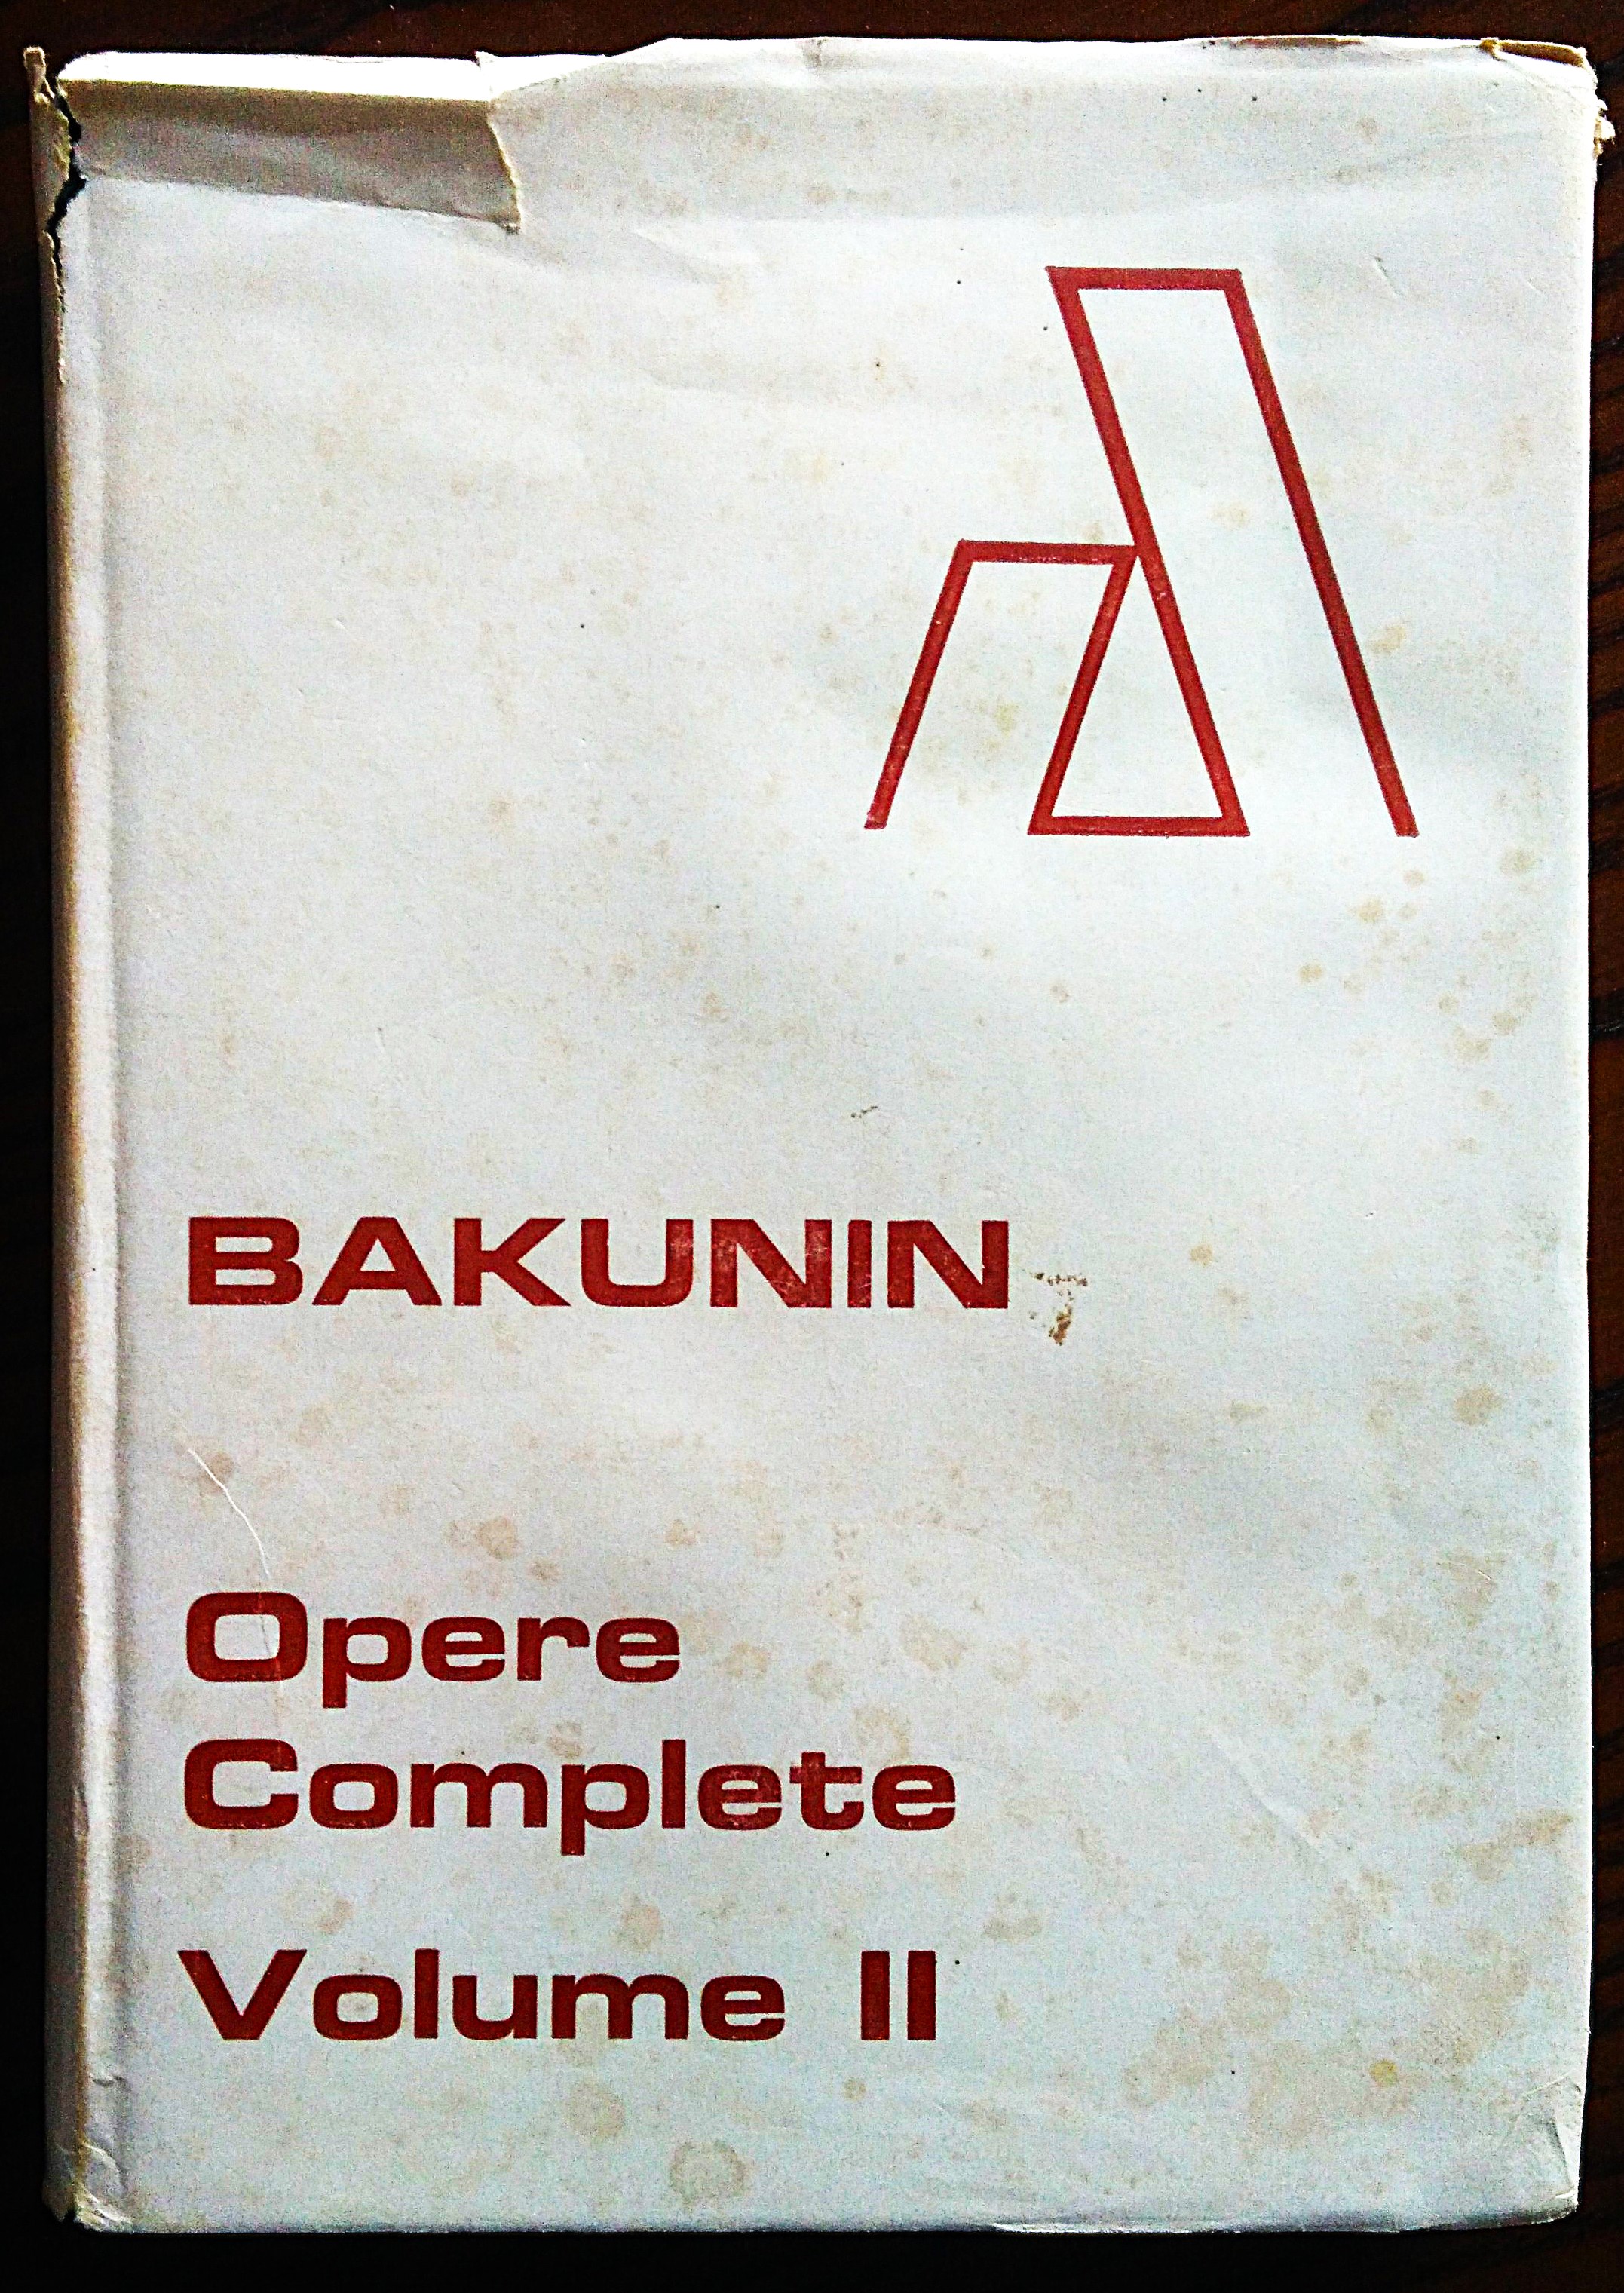 BAKUNIN
Opere
Complete
Volume II